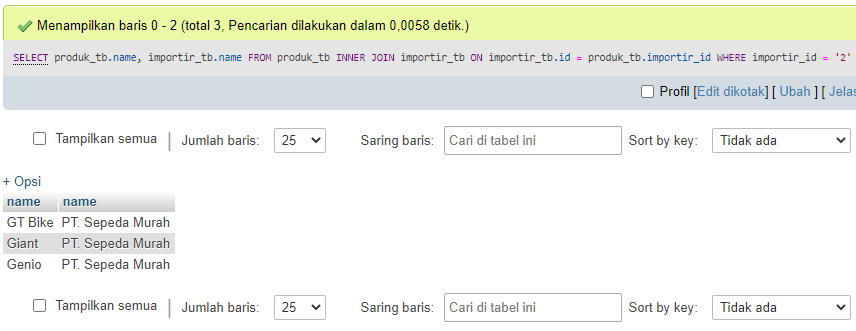 Menampilkan baris 0 - 2 (total 3, Pencarian dilakukan dalam 0,0058 detik.)
SELECT produk_tb.name, importir_tb.name FROM produk_tb INNER JOIN importir_tb ON importir_tb.id = produk_tb.importir_id WHERE importir_id = '2'
Profil [Edit dikotak] [ Ubah ] [ Jelas
Tampilkan semua | Jumlah baris: 25 Saring baris: Cari di tabel ini Sort by key: Tidak ada
+ Opsi
name name
GT Bike PT. Sepeda Murah
Giant PT. Sepeda Murah
Genio PT. Sepeda Murah
Tampilkan semua | Jumlah baris: 25 Saring baris: Cari di tabel ini Sort by key: Tidak ada